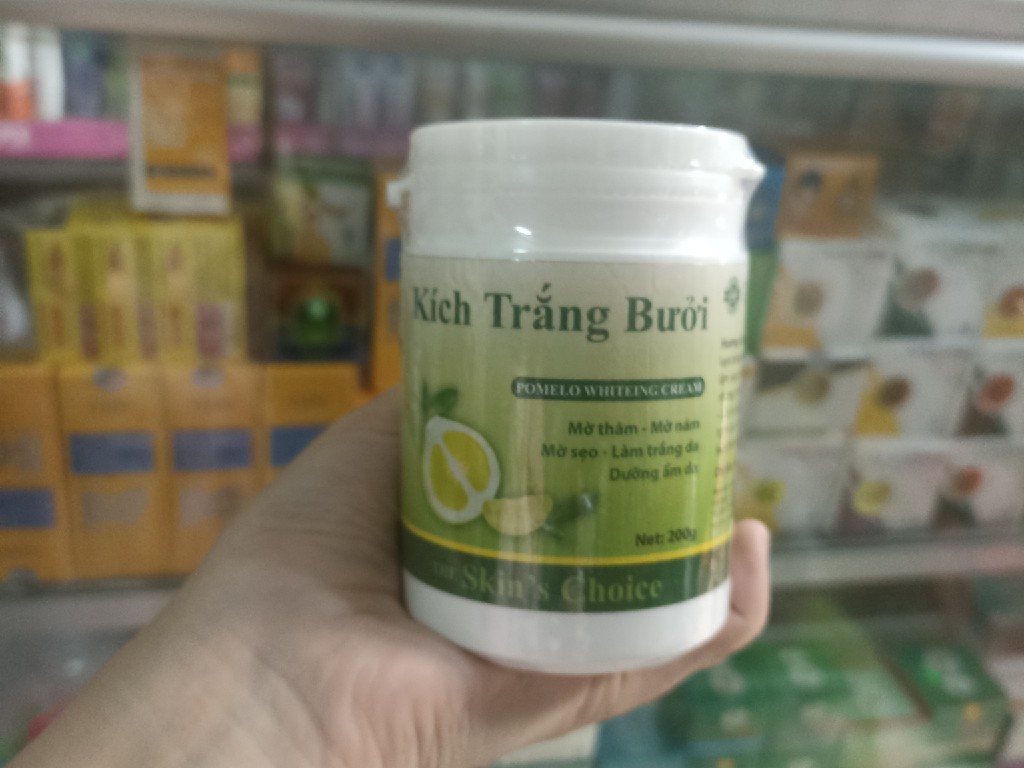 Kích Trắng Bưởi
POMELO WHITEING CREAM
Mờ thâm - Mờ nám
Mờ sẹo - Làm trắng da
Dưỡng ẩm da
Net: 200g
THE Skin's Choice